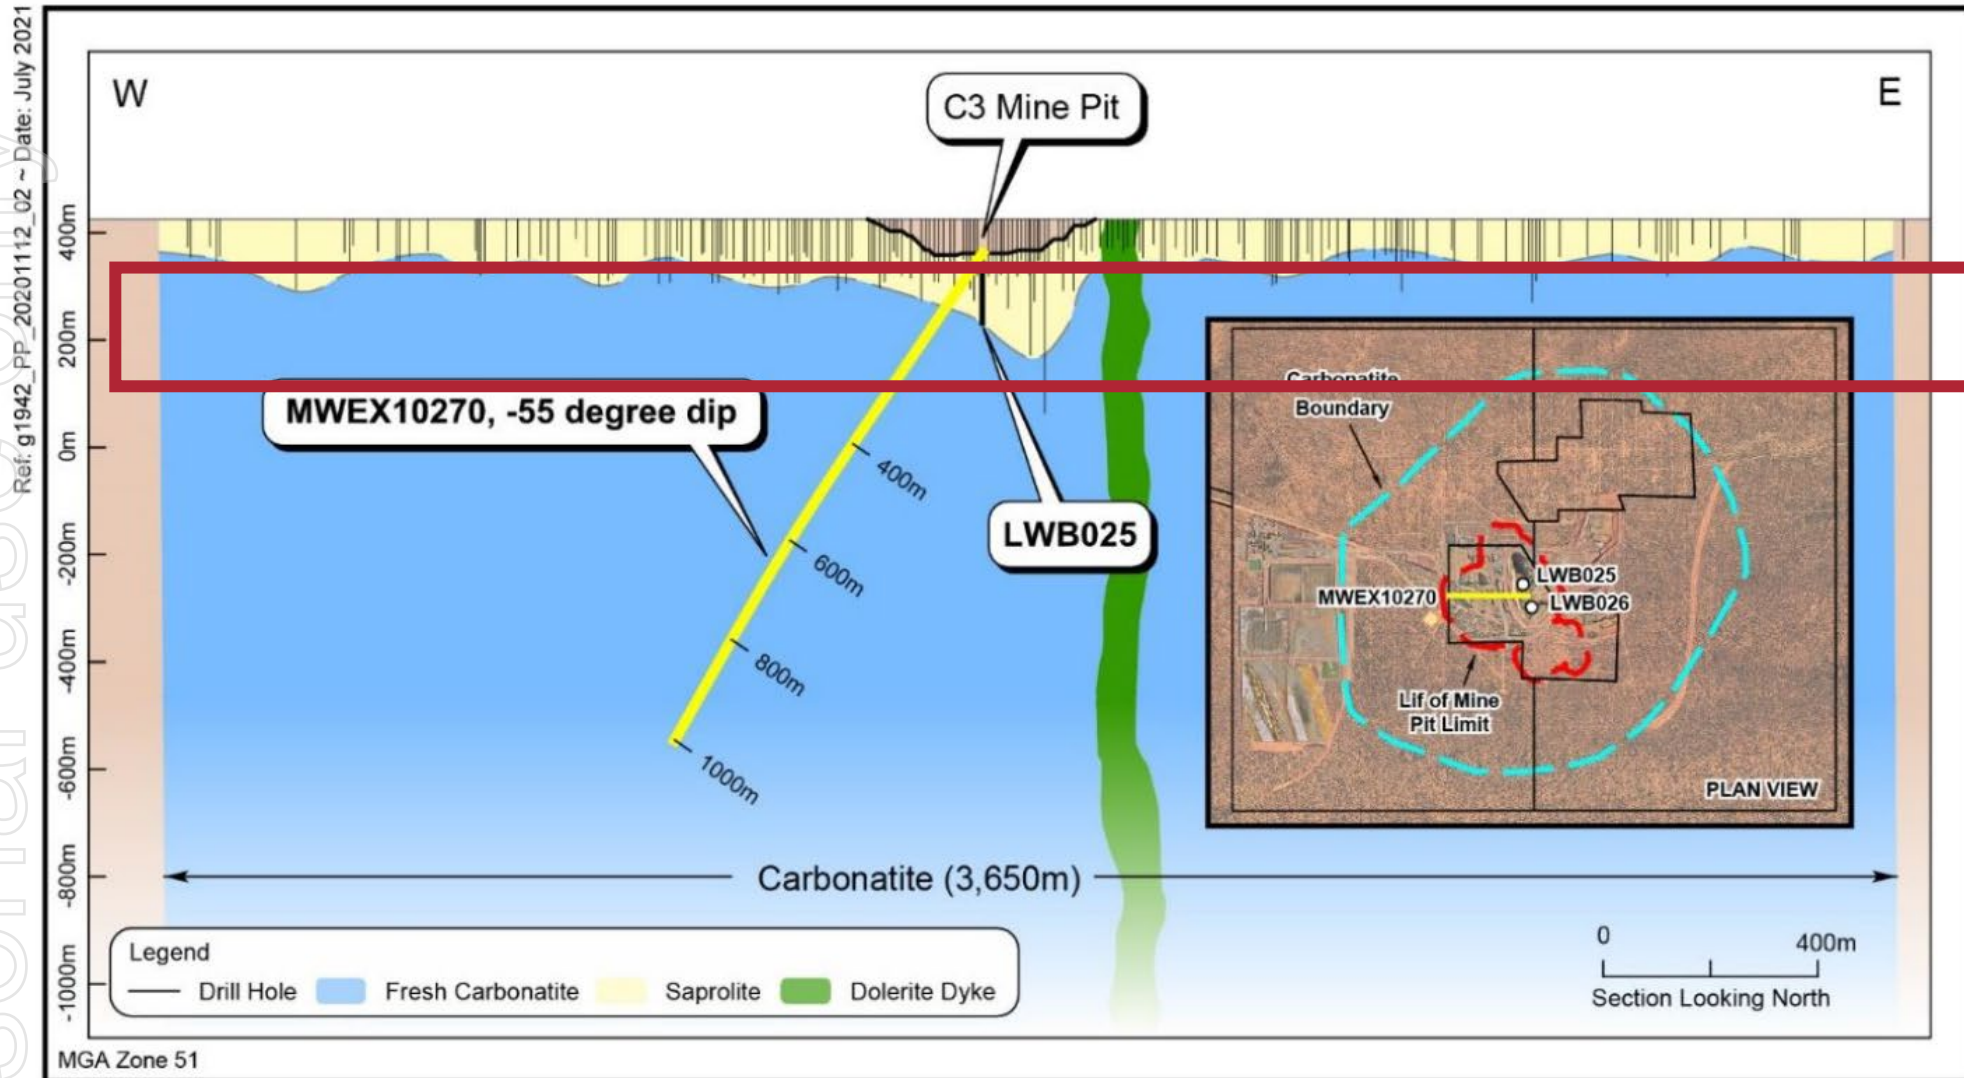 Ref: g1942_PP_20201112_02 ~ Date: July 2021
W
E
C3 Mine Pit
400m
200m
0m
-200m
-400m
-600m
-800m
-1000m
MWEX10270, -55 degree dip
LWB025
400m
600m
800m
1000m
Carbonatite
Boundary
LWB025
MWEX10270
LWB026
Lif of Mine
Pit Limit
PLAN VIEW
Carbonatite (3,650m)
Legend
Drill Hole
Fresh Carbonatite
Saprolite
Dolerite Dyke
0
400m
Section Looking North
MGA Zone 51